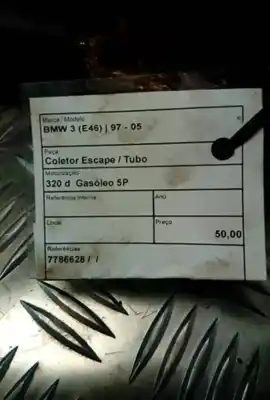 Marca / Modelo
BMW 3 (E46) | 97 - 05
Peça
Coletor Escape / Tubo
Motorização
320 d Gasóleo 5P
Referência Interna
Ano
Local
Preço
50,00
Referências
7786628 / /